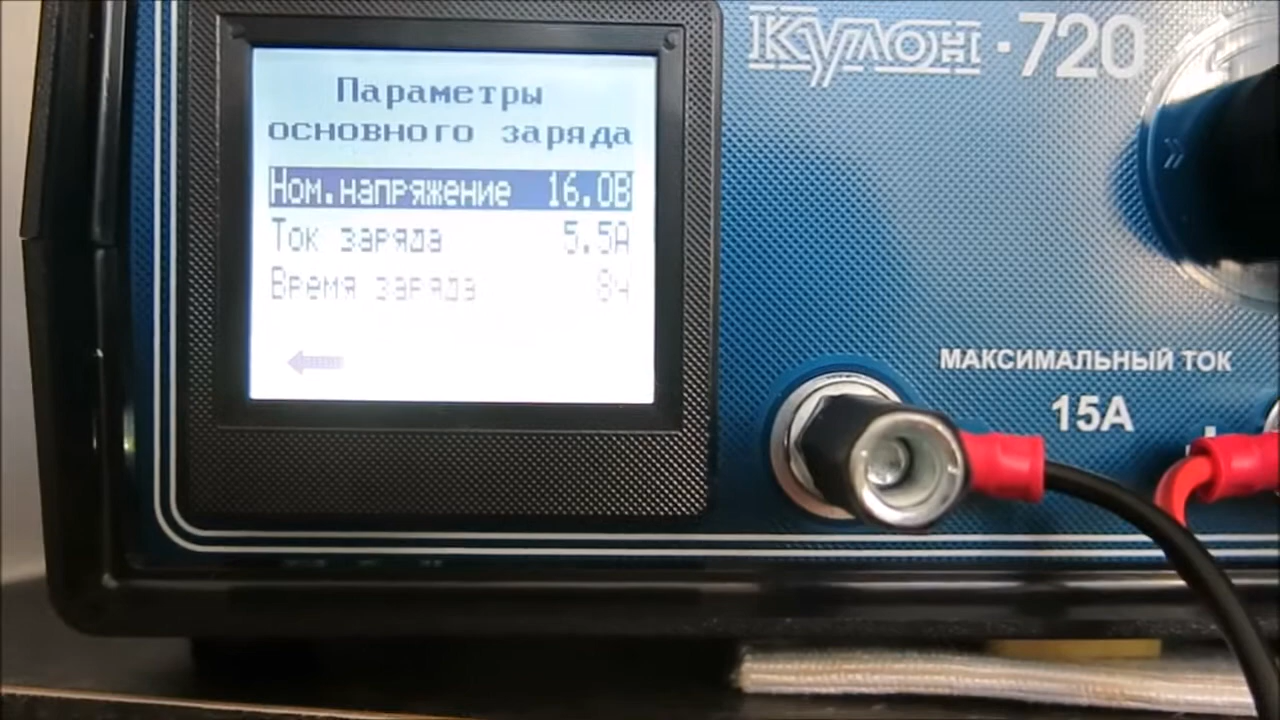 Параметры
основного заряда
Ном.напряжение 16.0В
Ток заряда 5.5А
Время заряда 8ч
Кулон-720
МАКСИМАЛЬНЫЙ ТОК
15А